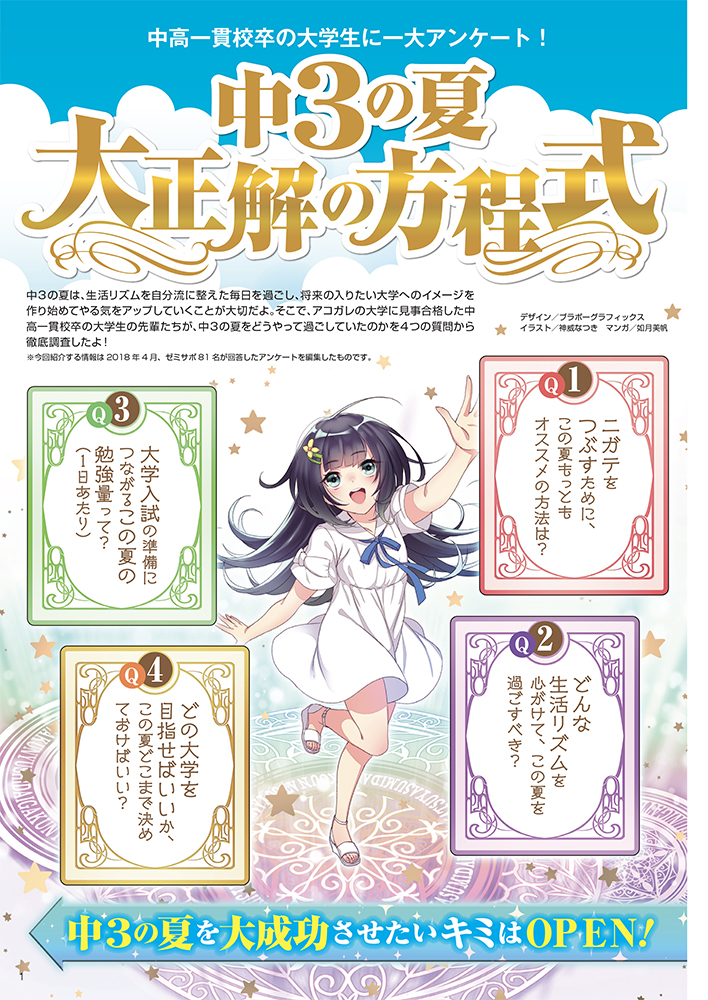 中高一貫校卒の大学生に一大アンケート！
中3の夏
大正解の方程式
中3の夏は、生活リズムを自分流に整えた毎日を過ごし、将来の入りたい大学へのイメージを
作り始めてやる気をアップしていくことが大切だよ。そこで、アコガレの大学に見事合格した中
高一貫校卒の大学生の先輩たちが、中3の夏をどうやって過ごしていたのかを4つの質問から
徹底調査したよ！
※今回紹介する情報は2018年4月、ゼミサポ81名が回答したアンケートを編集したものです。
デザイン／ブラボーグラフィックス
イラスト／神威なつき　マンガ／如月美帆
Q1
ニガテを
つぶすために、
この夏もっとも
オススメの方法は？
Q2
どんな
生活リズムを
心がけて、この夏を
過ごすべき？
Q3
大学入試の準備に
つながるこの夏の
勉強量って？
（1日あたり）
Q4
どの大学を
目指せばいいか、
この夏どこまで決め
ておけばいい？
中3の夏を大成功させたいキミはOPEN!
1